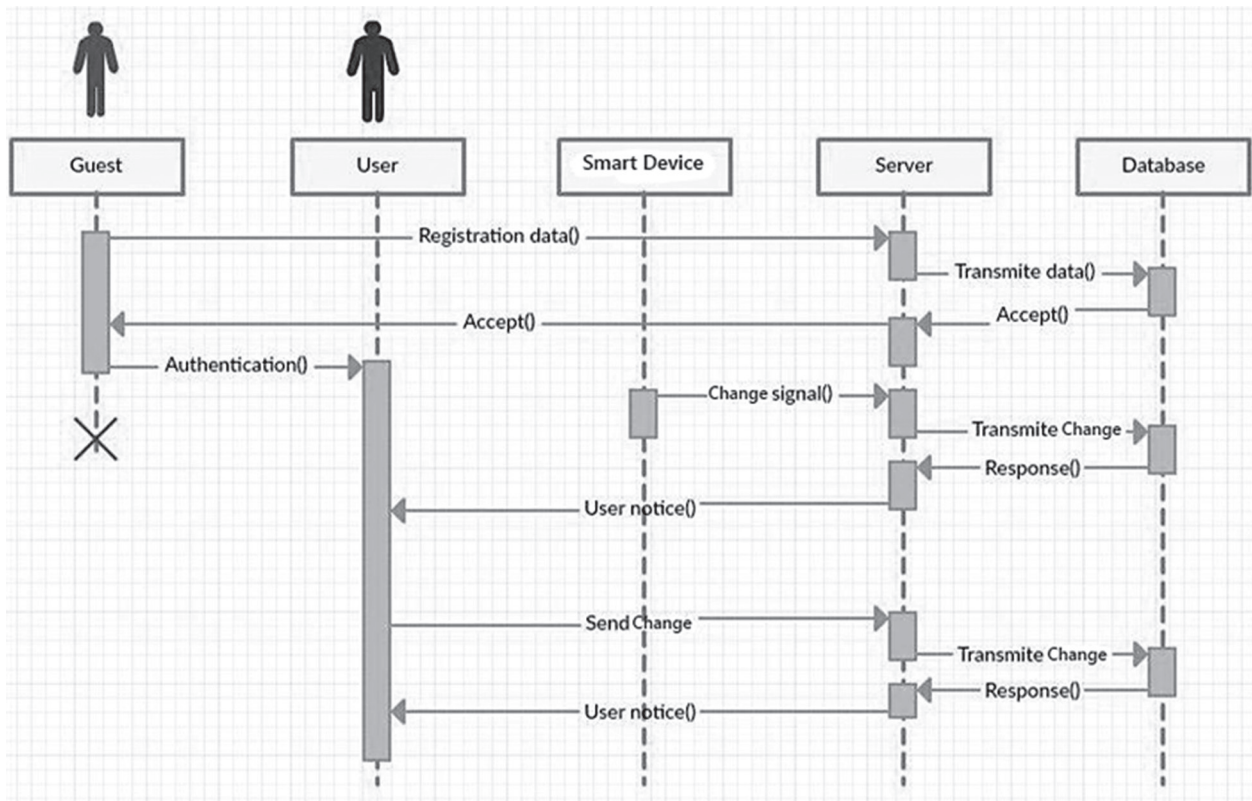 Guest
User
Smart Device
Server
Database
Registration data()
Transmite data()
Accept()
Accept()
Authentication()
Change signal()
Transmite Change
Response()
User notice()
Send Change
Transmite Change
Response()
User notice()